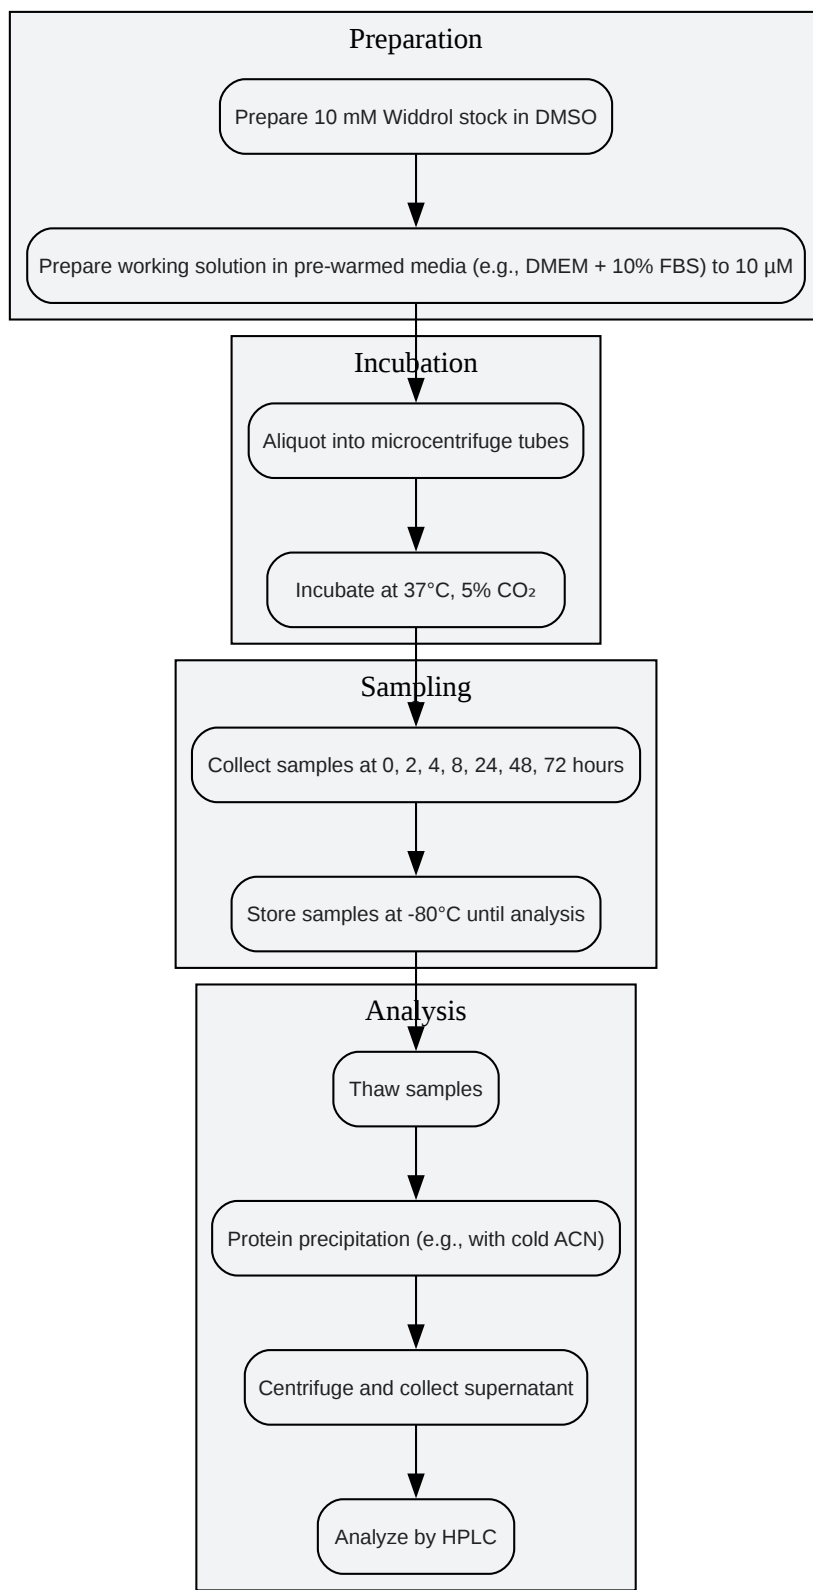 Preparation
Prepare 10 mM Widdrol stock in DMSO
Prepare working solution in pre-warmed media (e.g., DMEM + 10% FBS) to 10 µM
Incubation
Aliquot into microcentrifuge tubes
Incubate at 37°C, 5% CO₂
Sampling
Collect samples at 0, 2, 4, 8, 24, 48, 72 hours
Store samples at -80°C until analysis
Analysis
Thaw samples
Protein precipitation (e.g., with cold ACN)
Centrifuge and collect supernatant
Analyze by HPLC